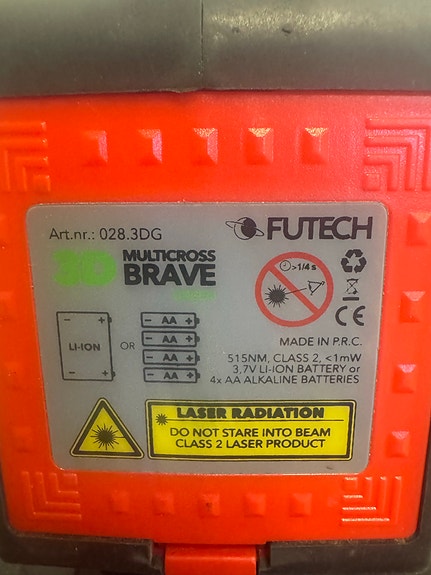 Art.nr.: 028.3DG
FUTECH
3D MULTICROSS
BRAVE
>1/4 s
LI-ION
OR
AA
AA
AA
AA
CE
MADE IN P.R.C.
515NM, CLASS 2, <1mW
3,7V LI-ION BATTERY or
4x AA ALKALINE BATTERIES
LASER RADIATION
DO NOT STARE INTO BEAM
CLASS 2 LASER PRODUCT